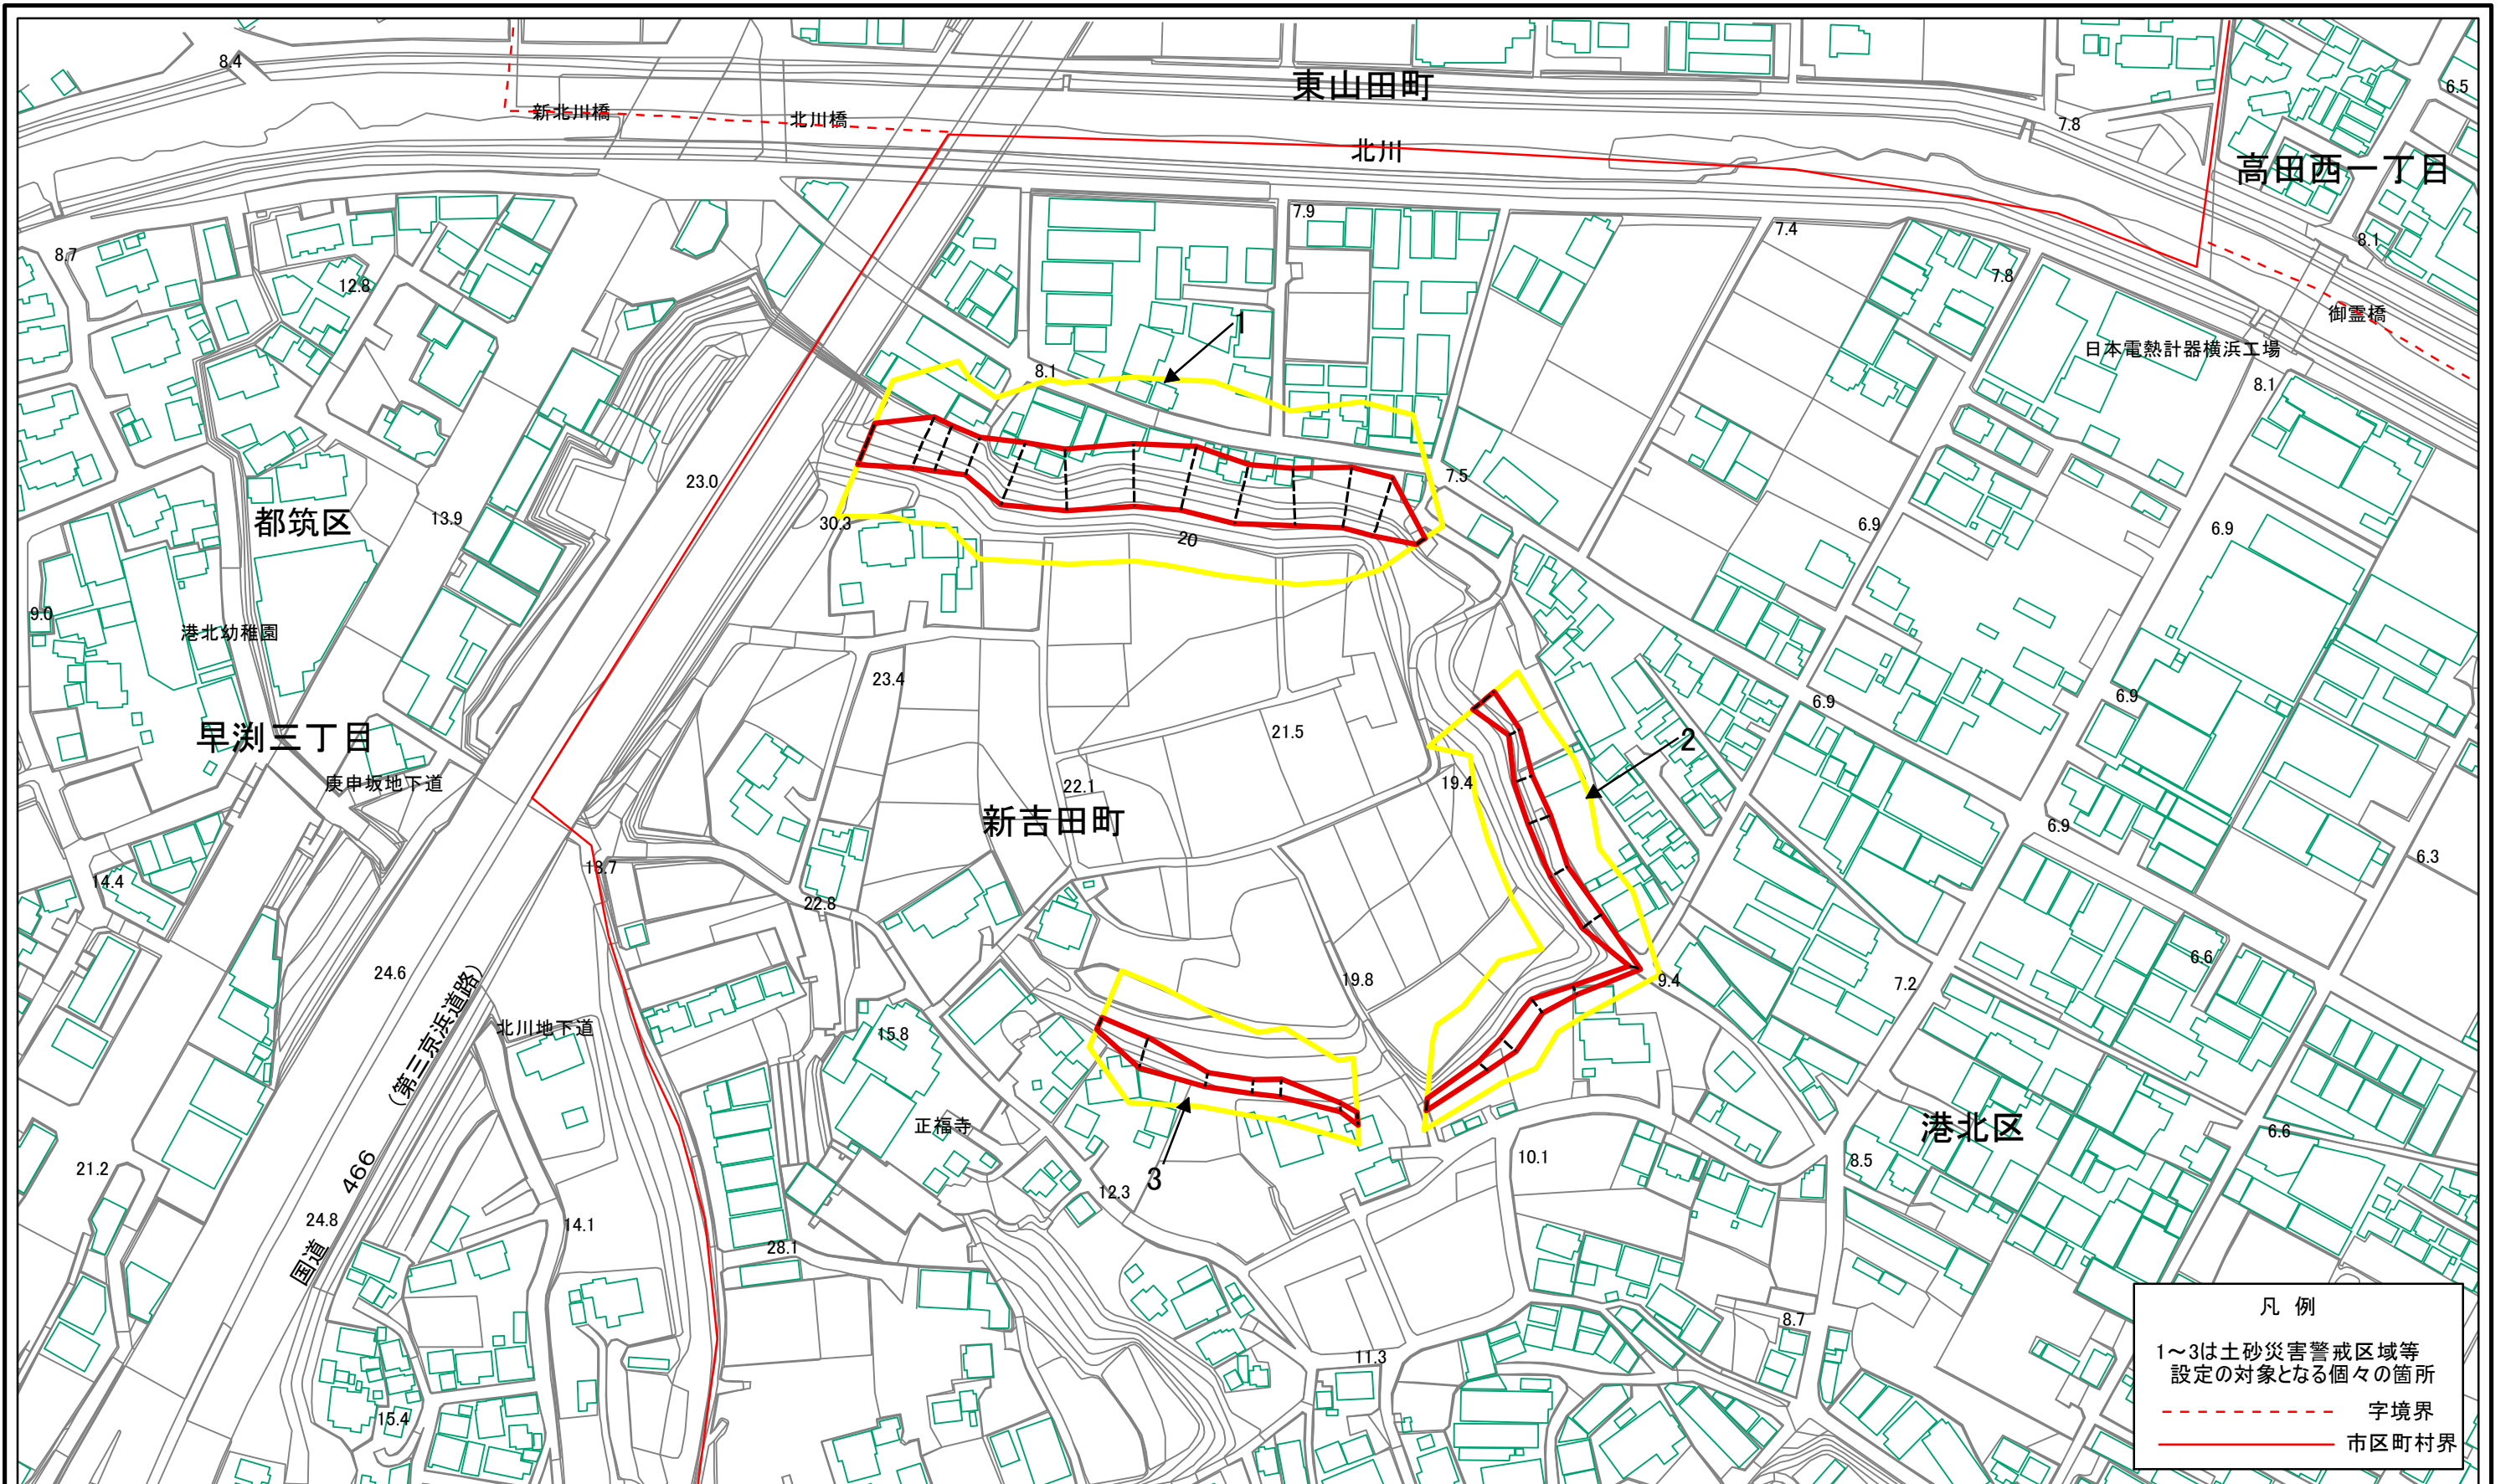 8.4
東山田町
6.5
新北川橋
北川橋
7.8
北川
高田西一丁目
7.9
7.4
8.1
8.7
7.8
12.8
御霊橋
1
日本電熱計器横浜工場
8.1
8.1
7.5
23.0
都筑区
13.9
30.3
6.9
6.9
20
9.0
港北幼稚園
23.4
6.9
6.9
21.5
早渕三丁目
2
庚申坂地下道
22.1
19.4
新吉田町
6.9
6.3
18.7
14.4
22.8
6.6
24.6
19.8
9.4
7.2
(第三京浜道路)
北川地下道
15.8
正福寺
港北区
6.6
10.1
8.5
21.2
466
3
12.3
24.8
14.1
国道
28.1
8.7
11.3
15.4
凡 例
1～3は土砂災害警戒区域等
設定の対象となる個々の箇所
字境界
市区町村界